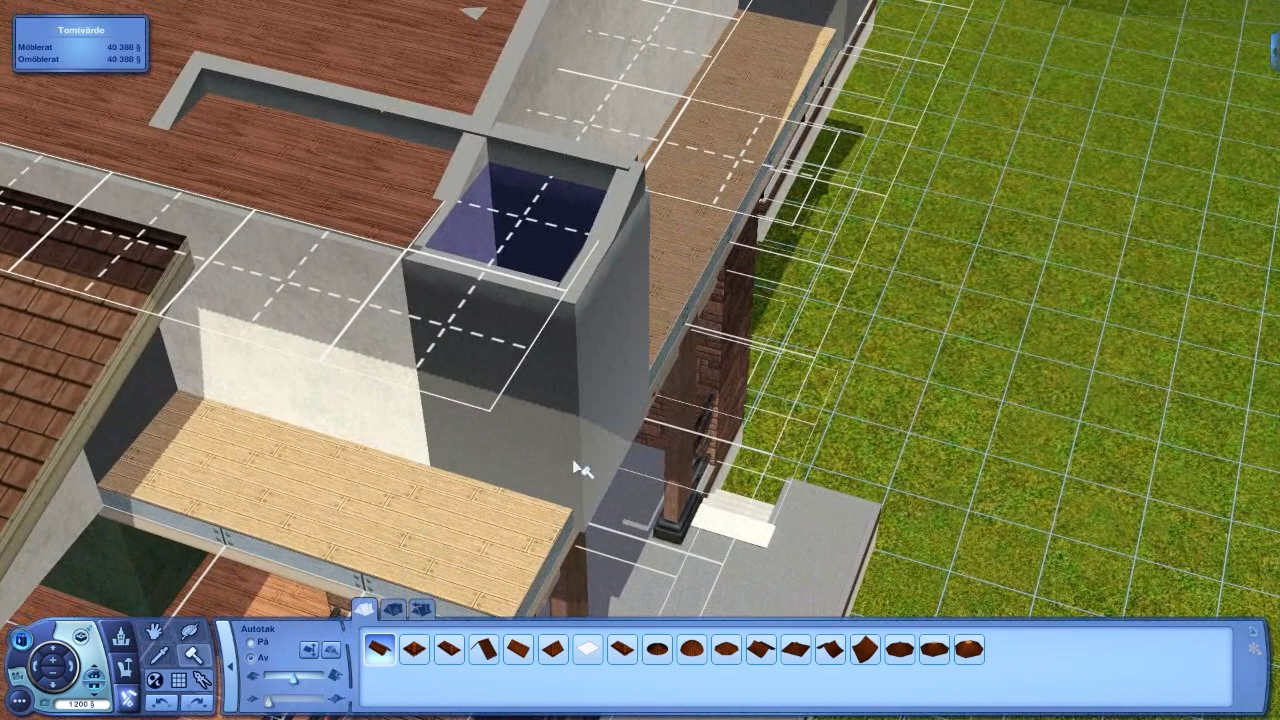 Tomtvärde
Möblerat 40 388 §
Omöblerat 40 388 §
Autotak
På
Av
1 200 §